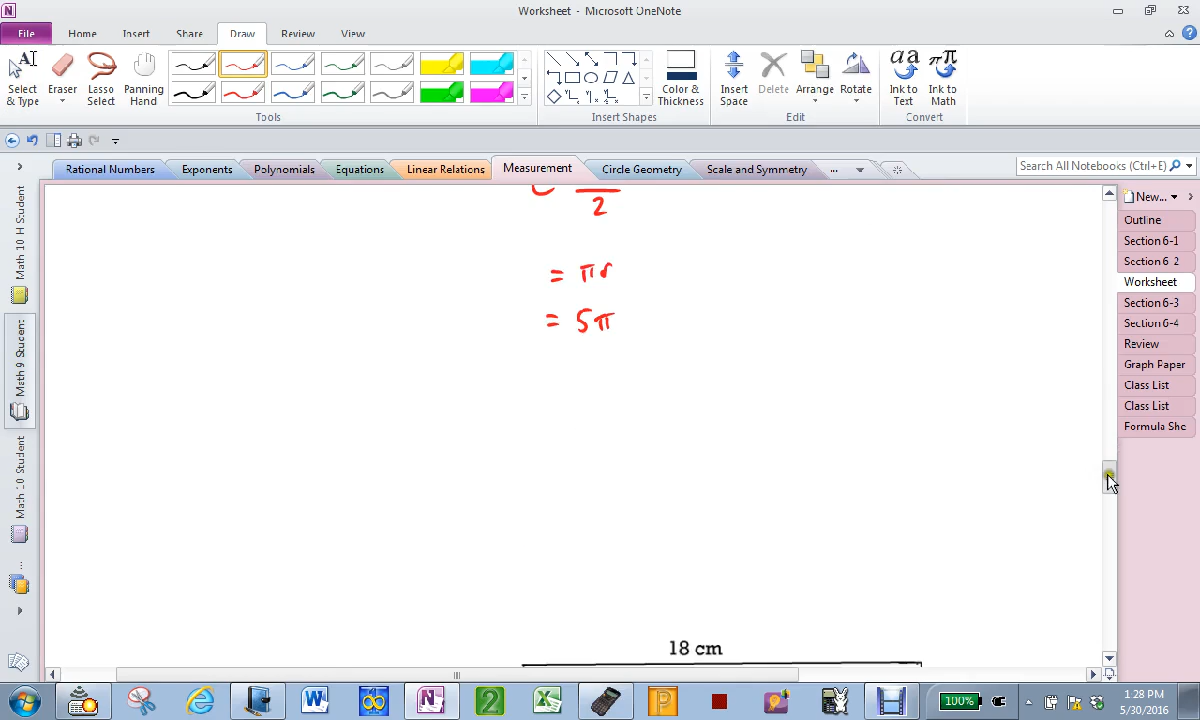 Worksheet - Microsoft OneNote
File Home Insert Share Draw Review View
Select & Type
Eraser
Lasso Select
Panning Hand
Color & Thickness
Insert Space
Delete
Arrange
Rotate
Ink to Text
Ink to Math
Tools
Insert Shapes
Edit
Convert
Rational Numbers Exponents Polynomials Equations Linear Relations Measurement Circle Geometry Scale and Symmetry ...
Search All Notebooks (Ctrl+E)
Math 10 H Student
Math 9 Student
Math 10 Student
New...
Outline
Section 6-1
Section 6-2
Worksheet
Section 6-3
Section 6-4
Review
Graph Paper
Class List
Class List
Formula She
2
= πr
= 5π
18 cm
100%
1:28 PM
5/30/2016